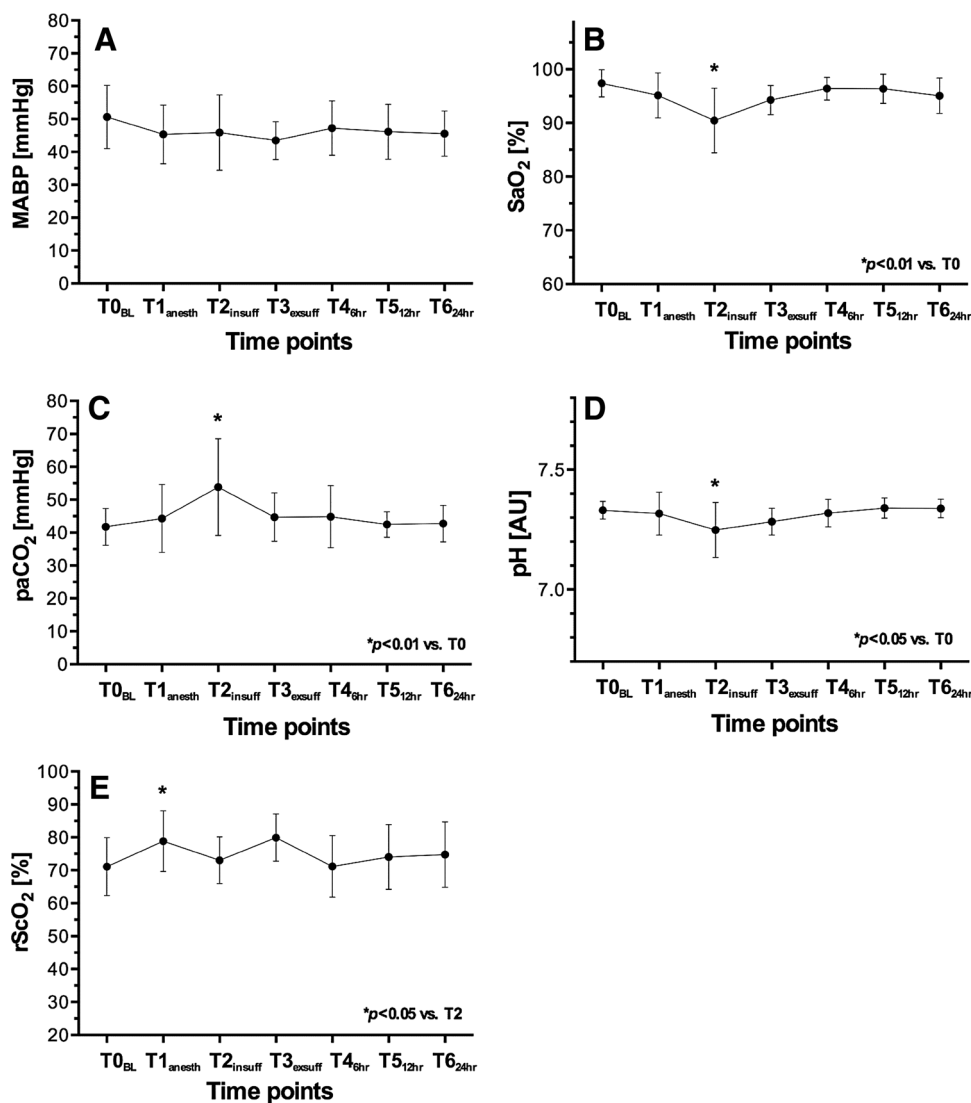 A
MABP [mmHg]
80
70
60
50
40
30
20
10
0
T0BL T1anesth T2insuff T3exsuff T46hr T512hr T624hr
Time points
B
*
SaO2 [%]
100
90
80
70
60
*p<0.01 vs. T0
T0BL T1anesth T2insuff T3exsuff T46hr T512hr T624hr
Time points
C
*
paCO2 [mmHg]
80
70
60
50
40
30
20
10
0
*p<0.01 vs. T0
T0BL T1anesth T2insuff T3exsuff T46hr T512hr T624hr
Time points
D
*
pH [AU]
7.5
7.0
*p<0.05 vs. T0
T0BL T1anesth T2insuff T3exsuff T46hr T512hr T624hr
Time points
E
*
rScO2 [%]
100
90
80
70
60
50
40
30
20
*p<0.05 vs. T2
T0BL T1anesth T2insuff T3exsuff T46hr T512hr T624hr
Time points